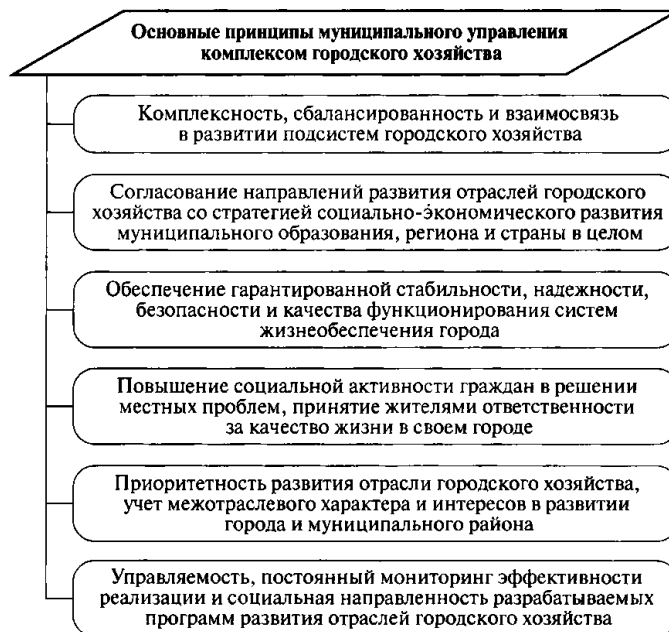 Основные принципы муниципального управления
комплексом городского хозяйства
Комплексность, сбалансированность и взаимосвязь
в развитии подсистем городского хозяйства
Согласование направлений развития отраслей городского
хозяйства со стратегией социально-экономического развития
муниципального образования, региона и страны в целом
Обеспечение гарантированной стабильности, надежности,
безопасности и качества функционирования систем
жизнеобеспечения города
Повышение социальной активности граждан в решении
местных проблем, принятие жителями ответственности
за качество жизни в своем городе
Приоритетность развития отрасли городского хозяйства,
учет межотраслевого характера и интересов в развитии
города и муниципального района
Управляемость, постоянный мониторинг эффективности
реализации и социальная направленность разрабатываемых
программ развития отраслей городского хозяйства